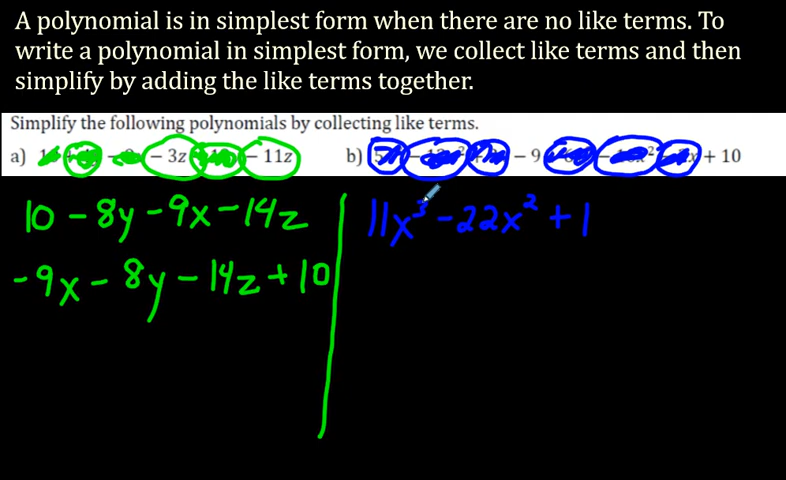 A polynomial is in simplest form when there are no like terms. To
write a polynomial in simplest form, we collect like terms and then
simplify by adding the like terms together.
Simplify the following polynomials by collecting like terms.
a) - 3z - 11z b) - 9 + 10
10 - 8y - 9x - 14z 11x³ - 22x² + 1
- 9x - 8y - 14z + 10